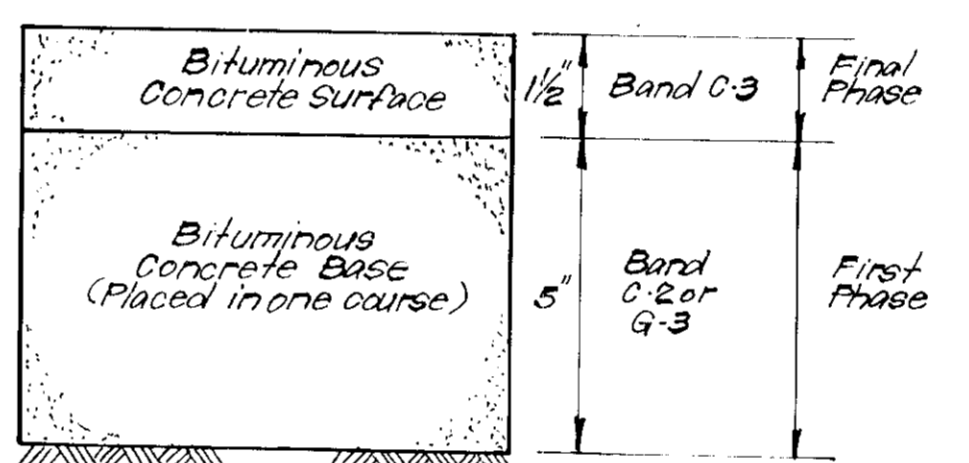 Bituminous
Concrete Surface
1½"
Band C-3
Final
Phase
Bituminous
Concrete Base
(Placed in one course)
5"
Band
C-2 or
G-3
First
Phase